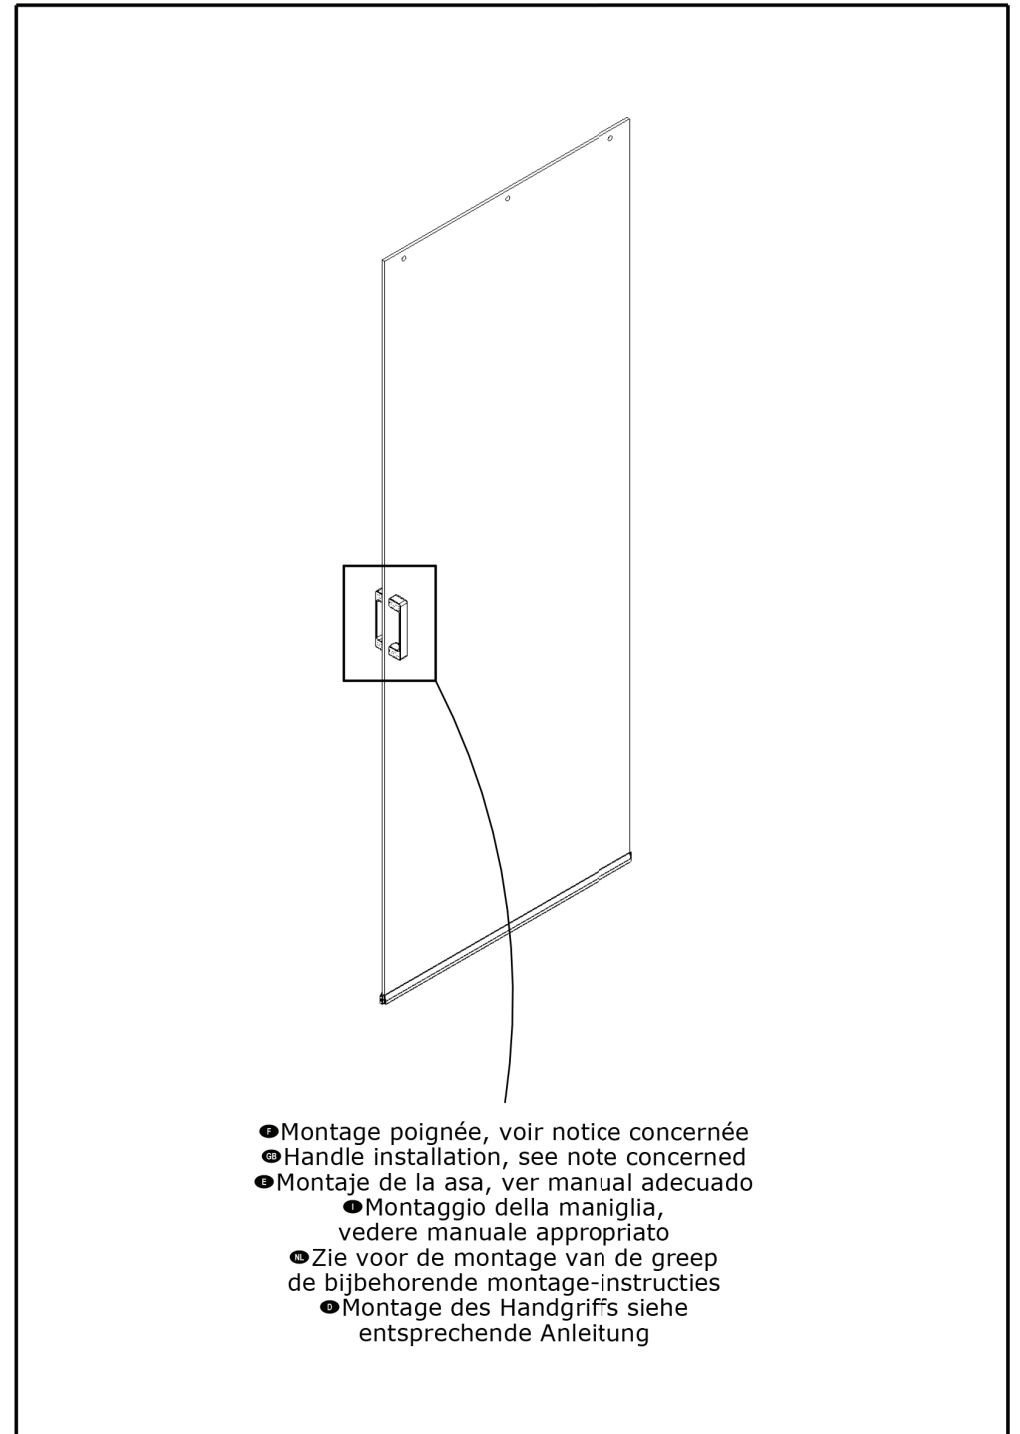 F Montage poignée, voir notice concernée
GB Handle installation, see note concerned
E Montaje de la asa, ver manual adecuado
I Montaggio della maniglia,
vedere manuale appropriato
NL Zie voor de montage van de greep
de bijbehorende montage-instructies
D Montage des Handgriffs siehe
entsprechende Anleitung